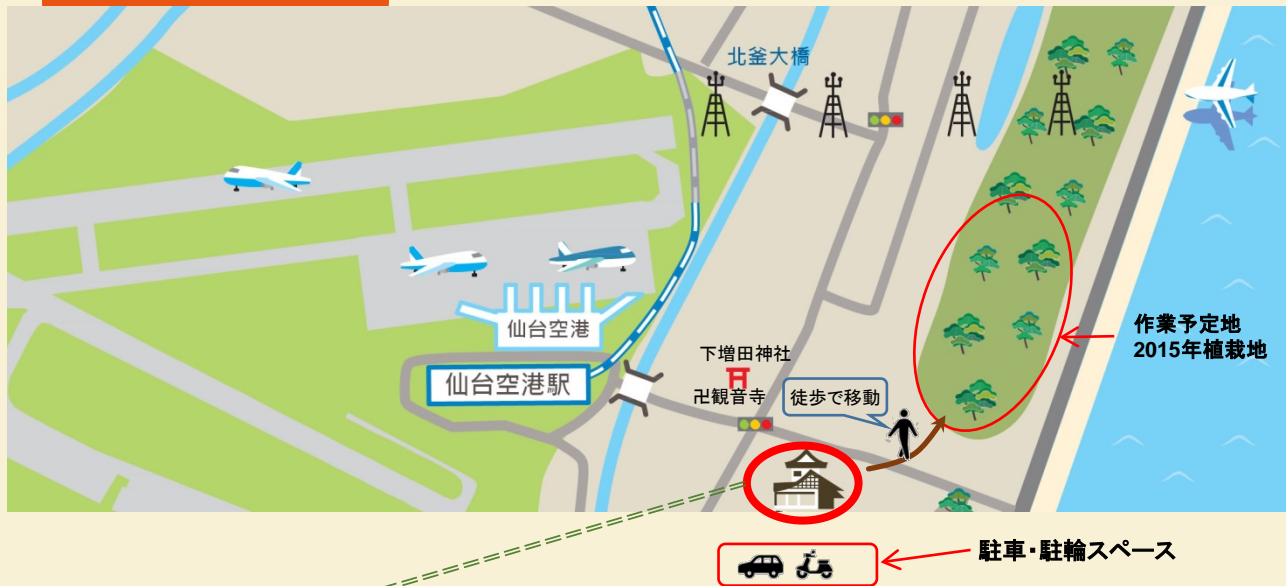 北釜大橋
仙台空港
仙台空港駅
下増田神社
卍観音寺
徒歩で移動
作業予定地
2015年植栽地
駐車・駐輪スペース